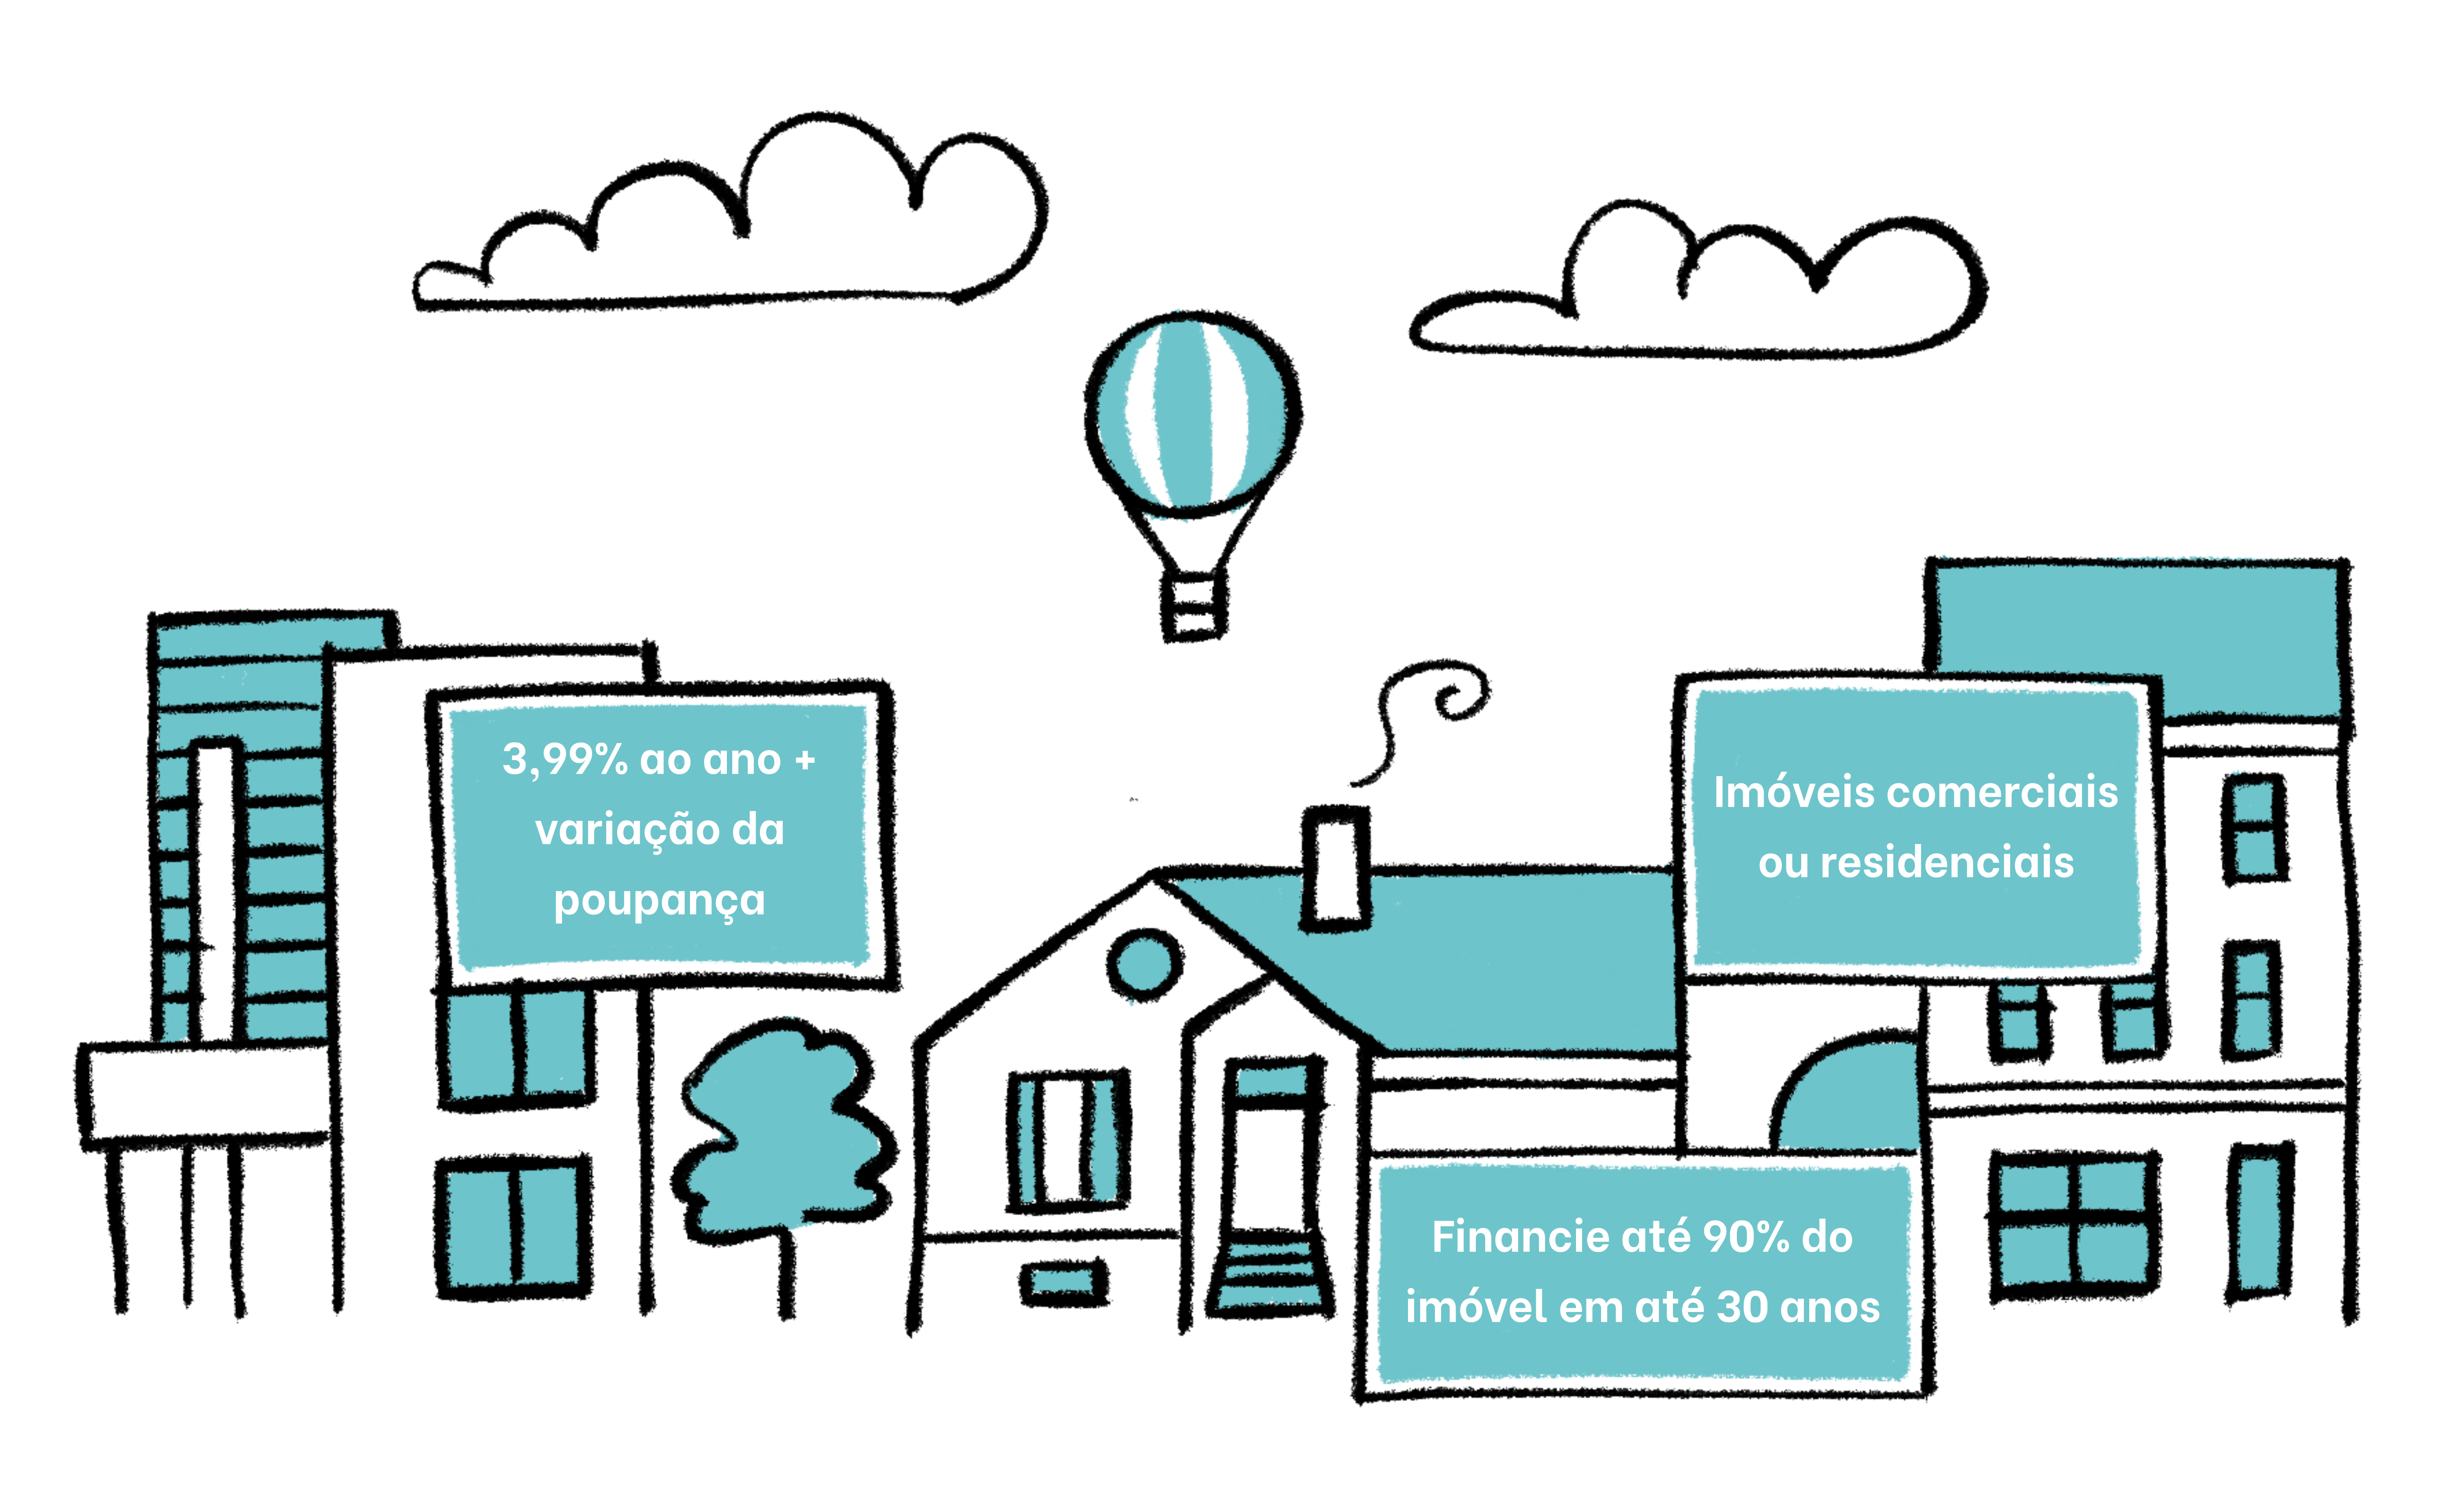 3,99% ao ano +
variação da
poupança
Imóveis comerciais
ou residenciais
Financie até 90% do
imóvel em até 30 anos